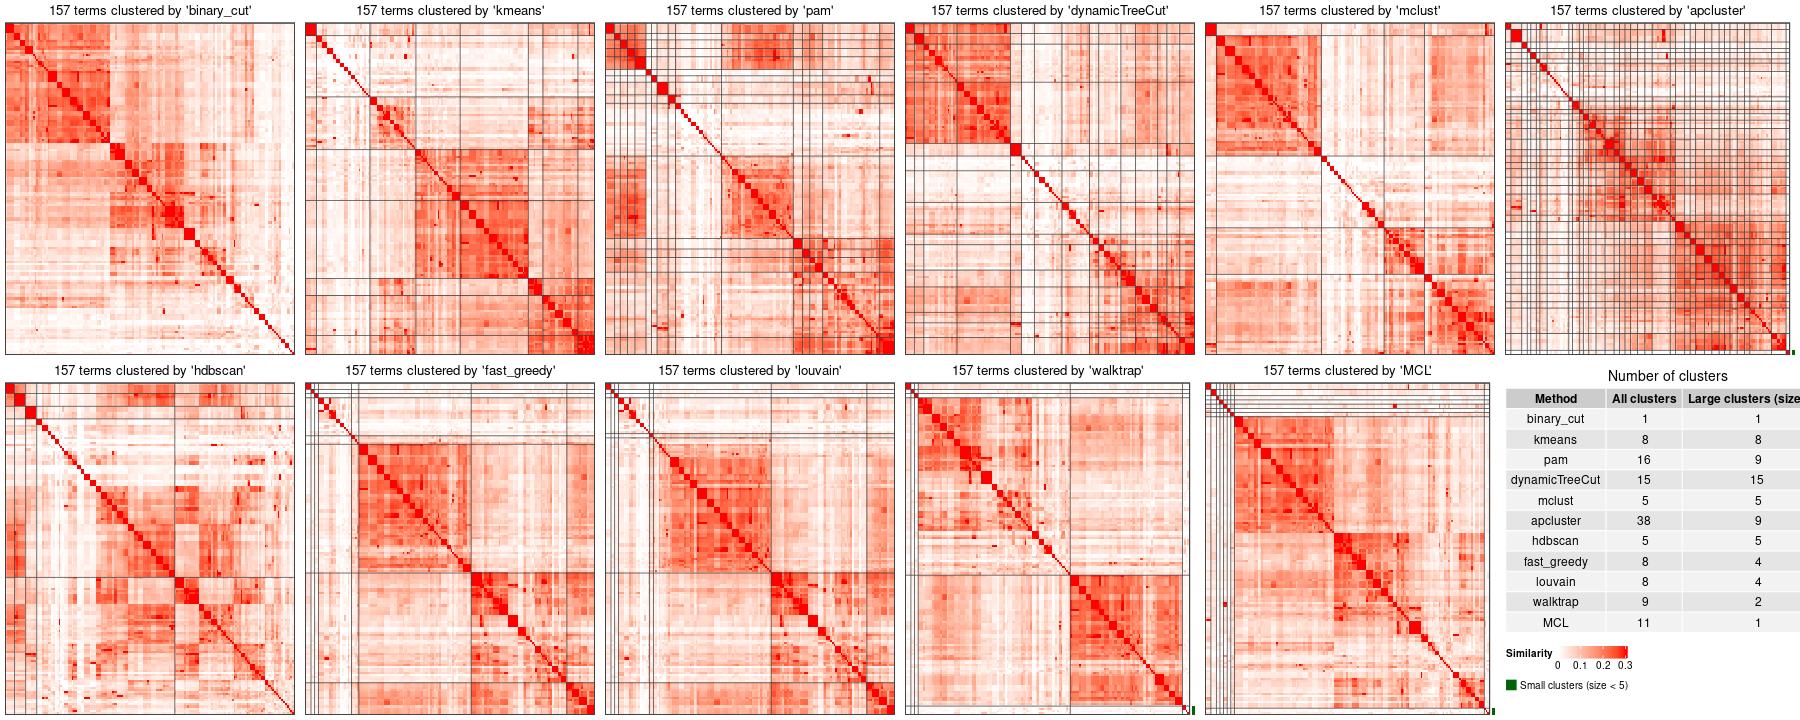 157 terms clustered by 'binary_cut'
157 terms clustered by 'kmeans'
157 terms clustered by 'pam'
157 terms clustered by 'dynamicTreeCut'
157 terms clustered by 'mclust'
157 terms clustered by 'apcluster'
157 terms clustered by 'hdbscan'
157 terms clustered by 'fast_greedy'
157 terms clustered by 'louvain'
157 terms clustered by 'walktrap'
157 terms clustered by 'MCL'
Number of clusters
Method All clusters Large clusters (size
binary_cut 1 1
kmeans 8 8
pam 16 9
dynamicTreeCut 15 15
mclust 5 5
apcluster 38 9
hdbscan 5 5
fast_greedy 8 4
louvain 8 4
walktrap 9 2
MCL 11 1
Similarity
0 0.1 0.2 0.3
Small clusters (size < 5)